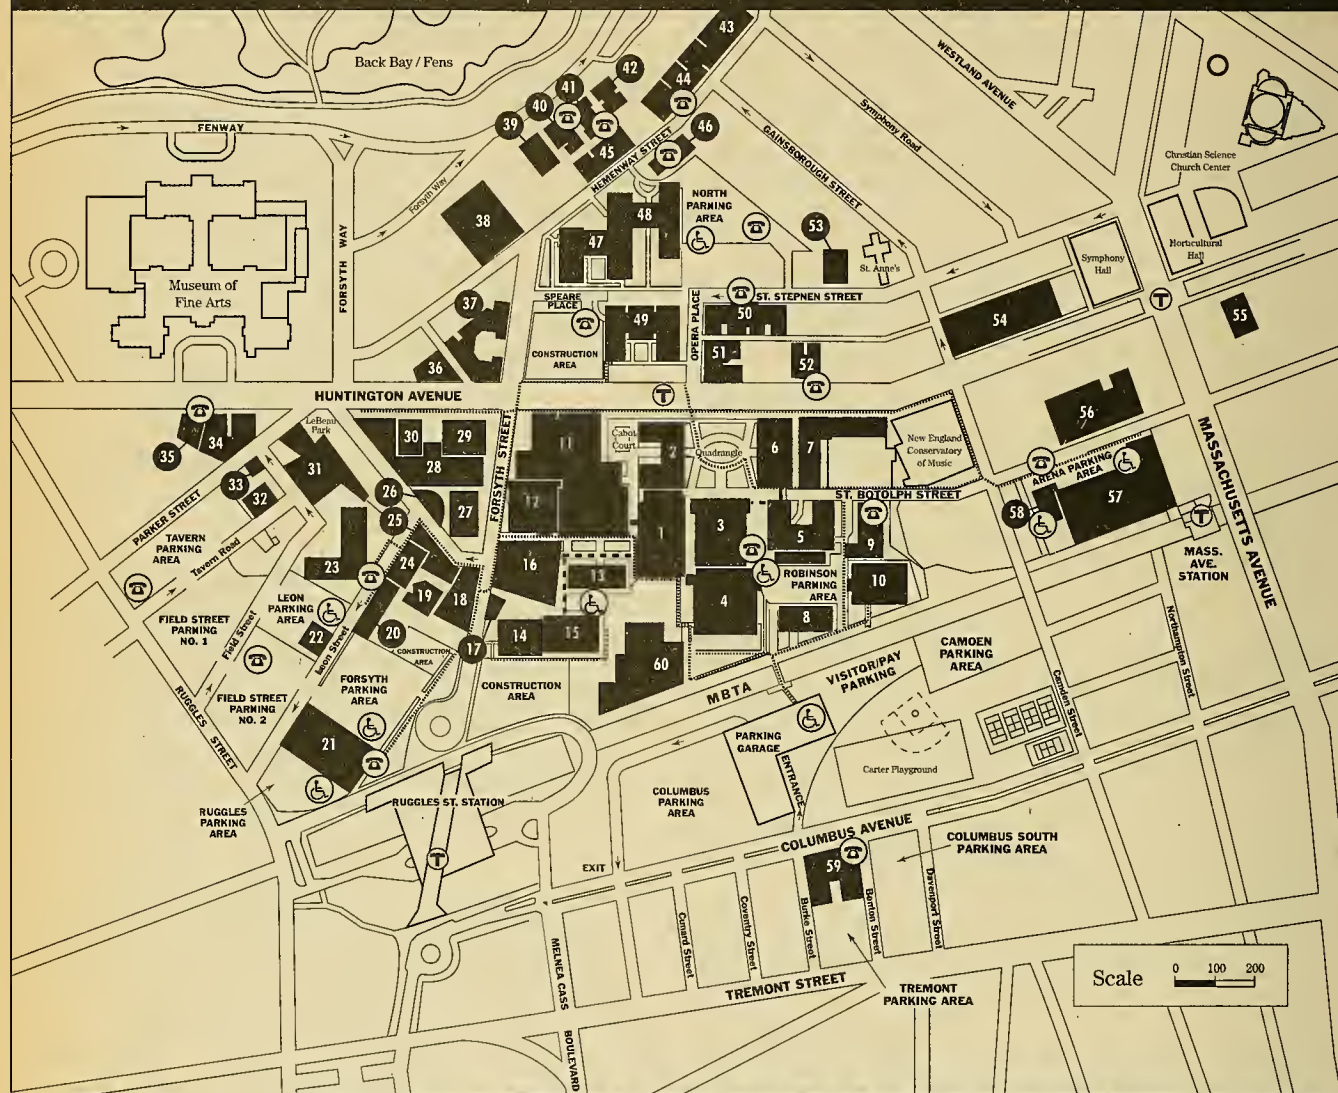 43
WESTLAND AVENUE
Back Bay / Fens
42
44
41
40
Symphony Road
39
FENWAY
46
45
GAINSBOROUGH STREET
HEMENWAY STREET
Christian Science
Church Center
Forsyth Way
NORTH
PARKING
AREA
38
48
53
FORSYTH WAY
47
St. Anne's
Symphony
Hall
Horticultural
Hall
Museum of
Fine Arts
SPEARE
PLACE
ST. STEPHEN STREET
T
37
50
49
54
55
OPERA PLACE
CONSTRUCTION
AREA
51
52
36
HUNTINGTON AVENUE
T
LeBeau
Park
56
35
34
30
29
11
Cabot
Court
2
Quadrangle
6
7
New England
Conservatory
of Music
MASSACHUSETTS AVENUE
31
28
FORSYTH STREET
ARENA PARKING
AREA
33
32
26
12
ST. BOTOLPH STREET
57
58
T
PARKER STREET
25
27
3
5
1
9
TAVERN
PARKING
AREA
Tavern Road
MASS.
AVE.
STATION
23
24
16
13
ROBINSON
PARKING
AREA
10
LEON
PARKING
AREA
19
18
4
FIELD STREET
PARKING
NO. 1
Field Street
22
Leon Street
20
17
14
15
8
CONSTRUCTION
AREA
60
CAMDEN
PARKING
AREA
Northampton Street
VISITOR/PAY
PARKING
RUGGLES STREET
FORSYTH
PARKING
AREA
CONSTRUCTION
AREA
MBTA
FIELD STREET
PARKING
NO. 2
Camden Street
21
PARKING
GARAGE
ENTRANCE
Carter Playground
RUGGLES
PARKING
AREA
RUGGLES ST. STATION
COLUMBUS
PARKING
AREA
COLUMBUS AVENUE
COLUMBUS SOUTH
PARKING AREA
T
EXIT
59
Cunard Street
Coventry Street
Burke Street
Benton Street
Davenport Street
MELNEA CASS
BOULEVARD
TREMONT STREET
TREMONT
PARKING AREA
Scale
0 100 200